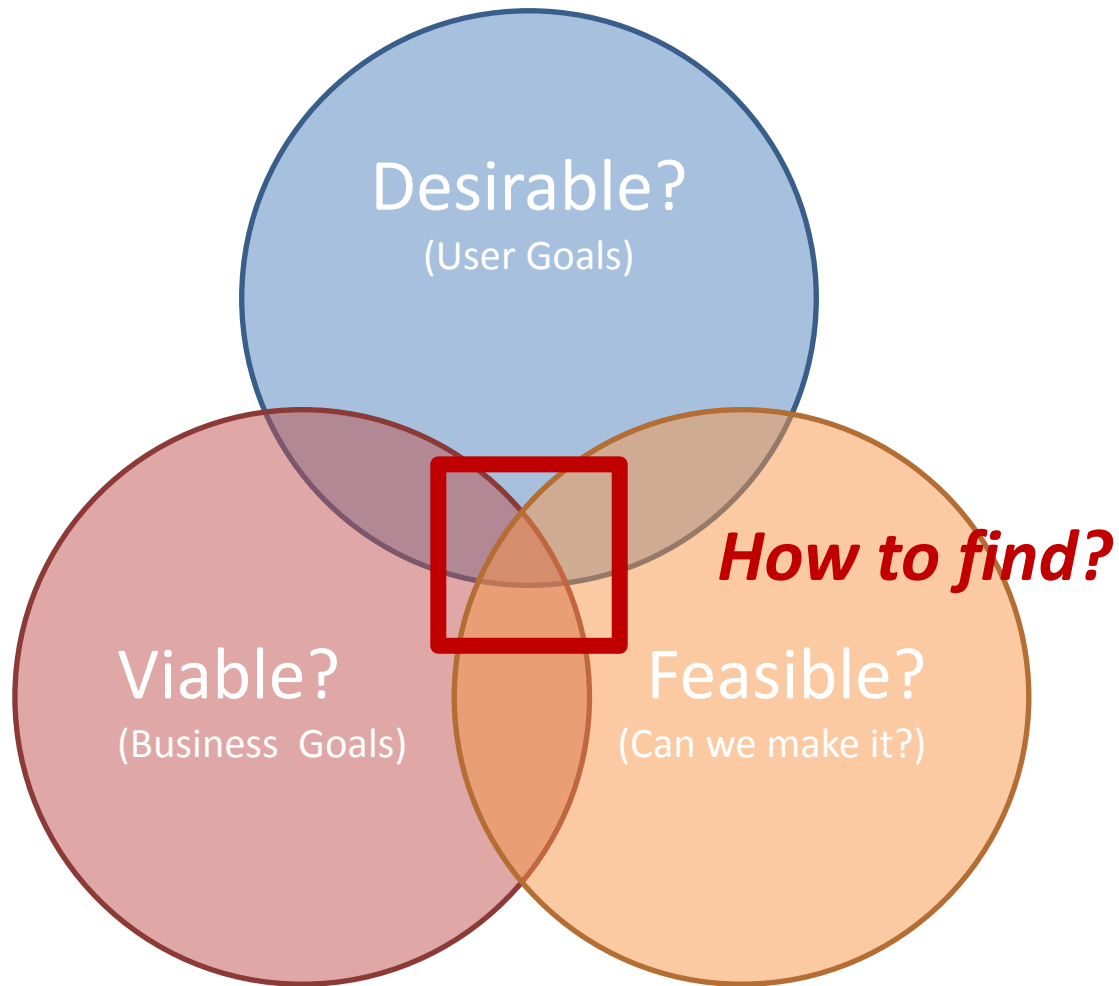 Desirable?
(User Goals)
How to find?
Viable?
(Business  Goals)
Feasible?
(Can we make it?)